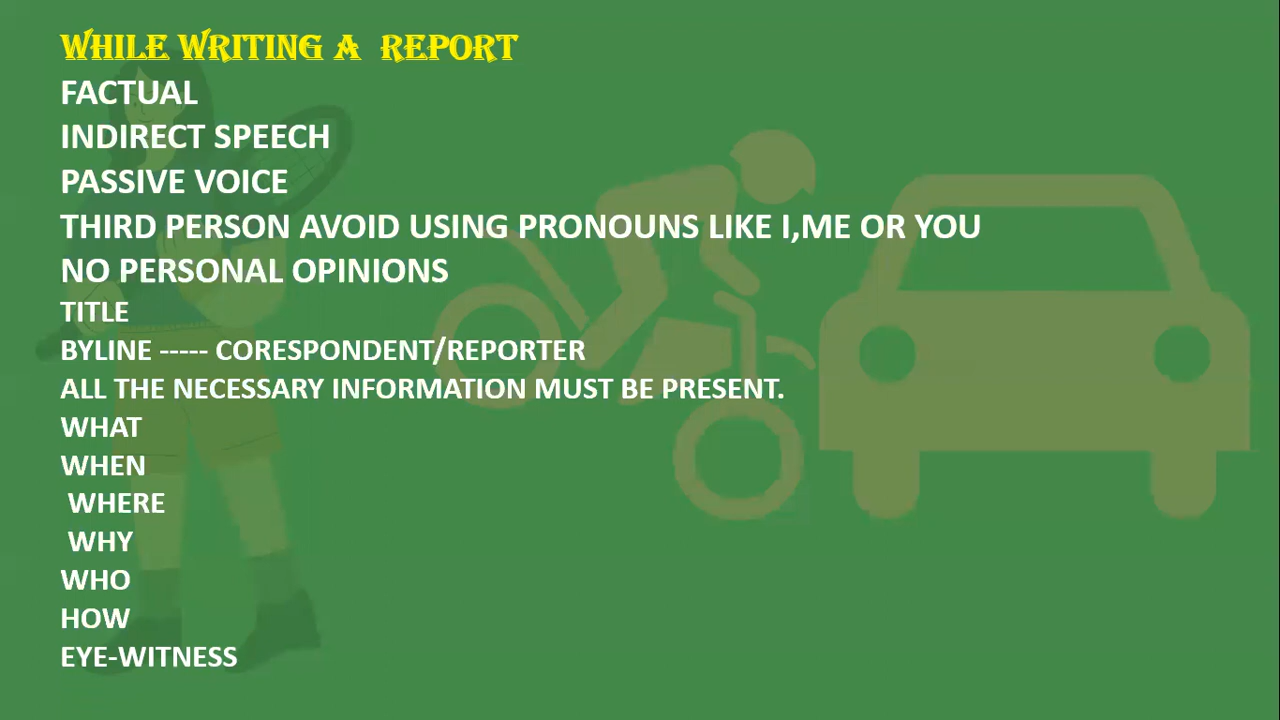 WHILE WRITING A REPORT
FACTUAL
INDIRECT SPEECH
PASSIVE VOICE
THIRD PERSON AVOID USING PRONOUNS LIKE I,ME OR YOU
NO PERSONAL OPINIONS
TITLE
BYLINE ----- CORESPONDENT/REPORTER
ALL THE NECESSARY INFORMATION MUST BE PRESENT.
WHAT
WHEN
WHERE
WHY
WHO
HOW
EYE-WITNESS